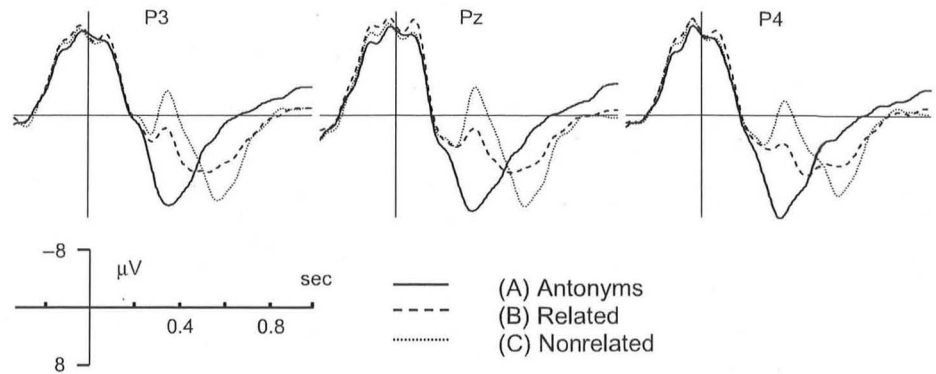 P3
Pz
P4
–8
μV
sec
0.4
0.8
8
(A) Antonyms
(B) Related
(C) Nonrelated